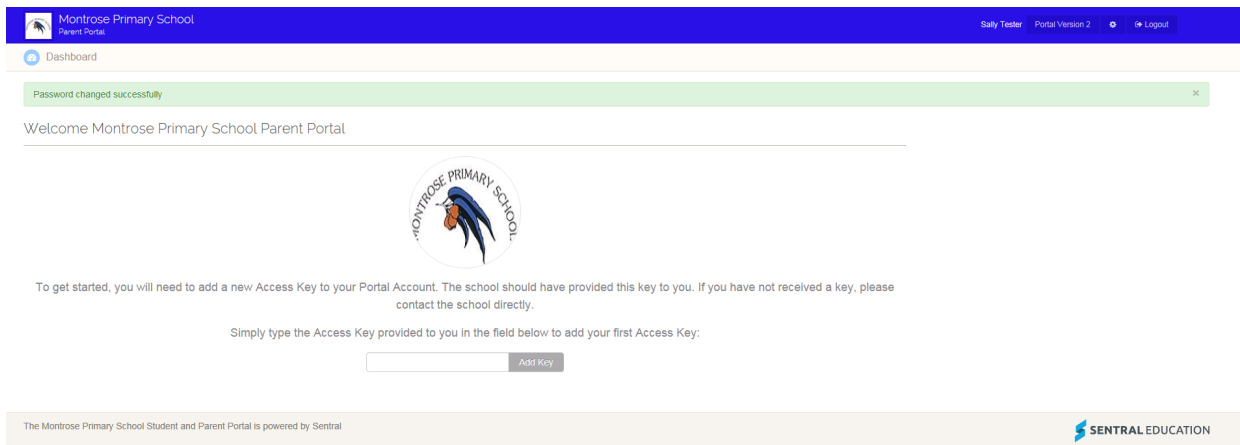 Montrose Primary School
Parent Portal
Sally Tester Portal Version 2 Logout
Dashboard
Password changed successfully ×
Welcome Montrose Primary School Parent Portal
MONTROSE PRIMARY SCHOOL
To get started, you will need to add a new Access Key to your Portal Account. The school should have provided this key to you. If you have not received a key, please
contact the school directly.
Simply type the Access Key provided to you in the field below to add your first Access Key:
Add Key
The Montrose Primary School Student and Parent Portal is powered by Sentral
SENTRAL EDUCATION